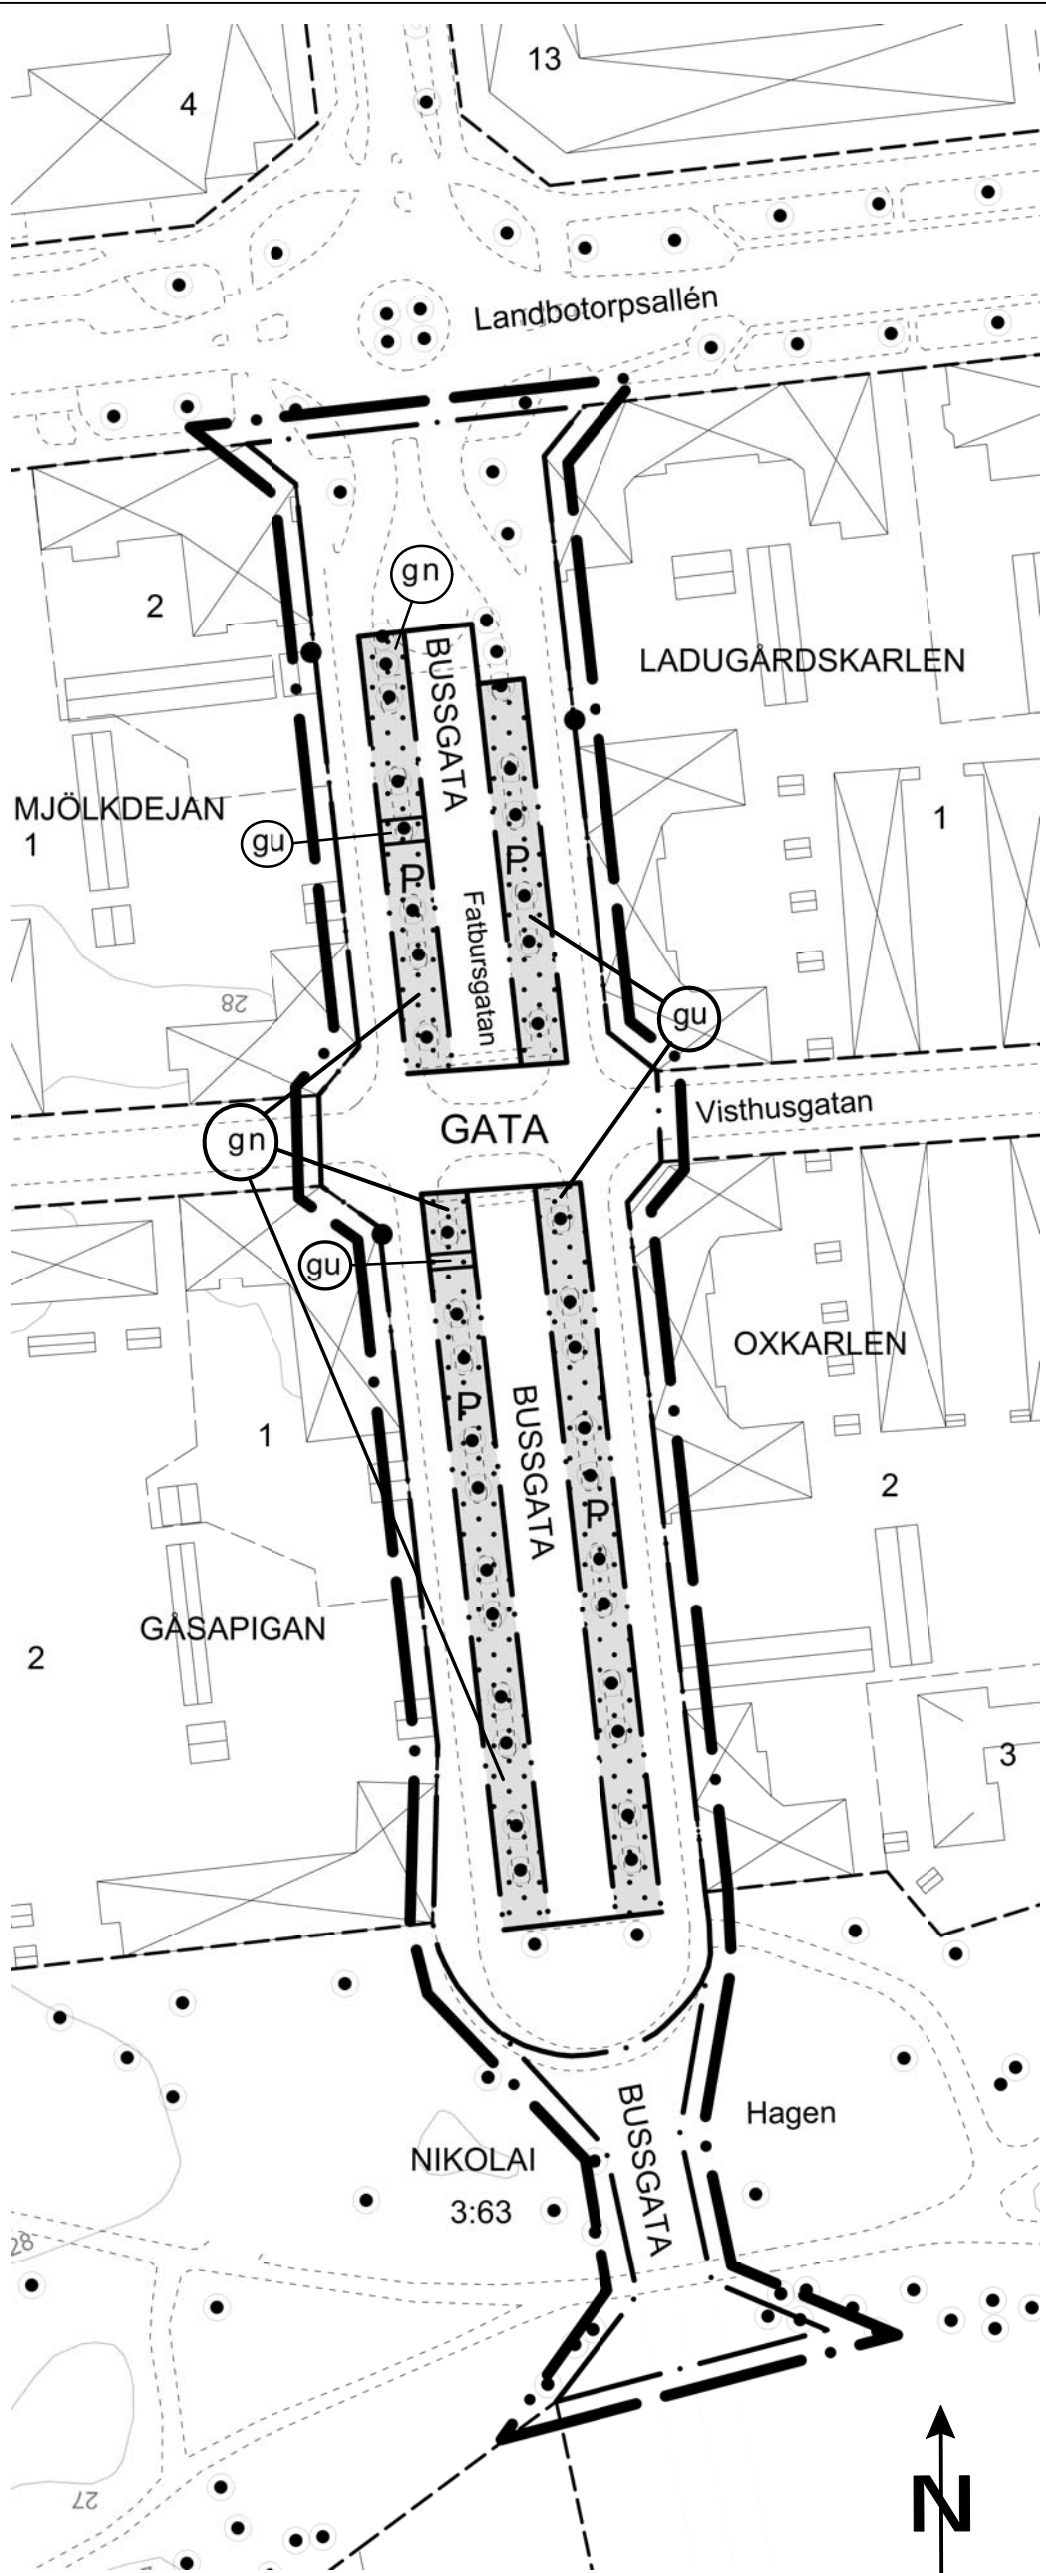 13
4
Landbotorpsallén
gn
2
BUSSGATA
LADUGÅRDSKARLEN
MJÖLKDEJAN
1
1
gu
P
P
Fatbursgatan
28
gu
Visthusgatan
GATA
gn
gu
OXKARLEN
P
BUSSGATA
1
2
P
GÅSAPIGAN
2
3
BUSSGATA
Hagen
NIKOLAI
3:63
28
27
N